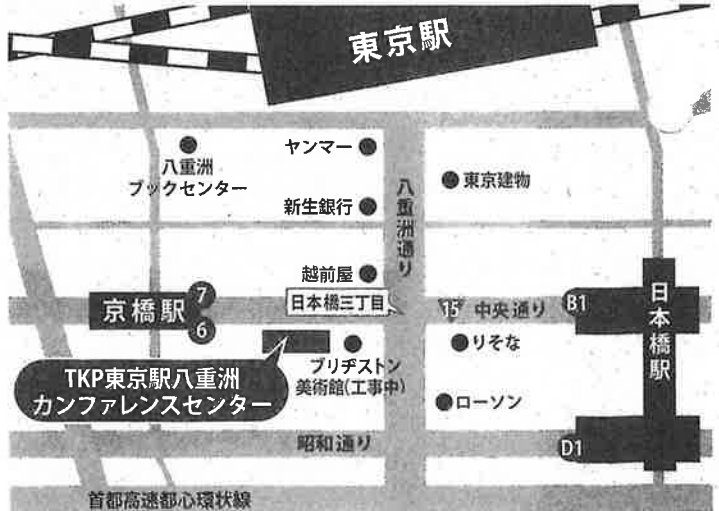 東京駅
ヤンマー
八重洲
ブックセンター
東京建物
新生銀行
八重洲通り
越前屋
日本橋三丁目
京橋駅
7
6
15
中央通り
B1
日本橋駅
りそな
ブリヂストン
美術館(工事中)
TKP東京駅八重洲
カンファレンスセンター
ローソン
昭和通り
D1
首都高速都心環状線